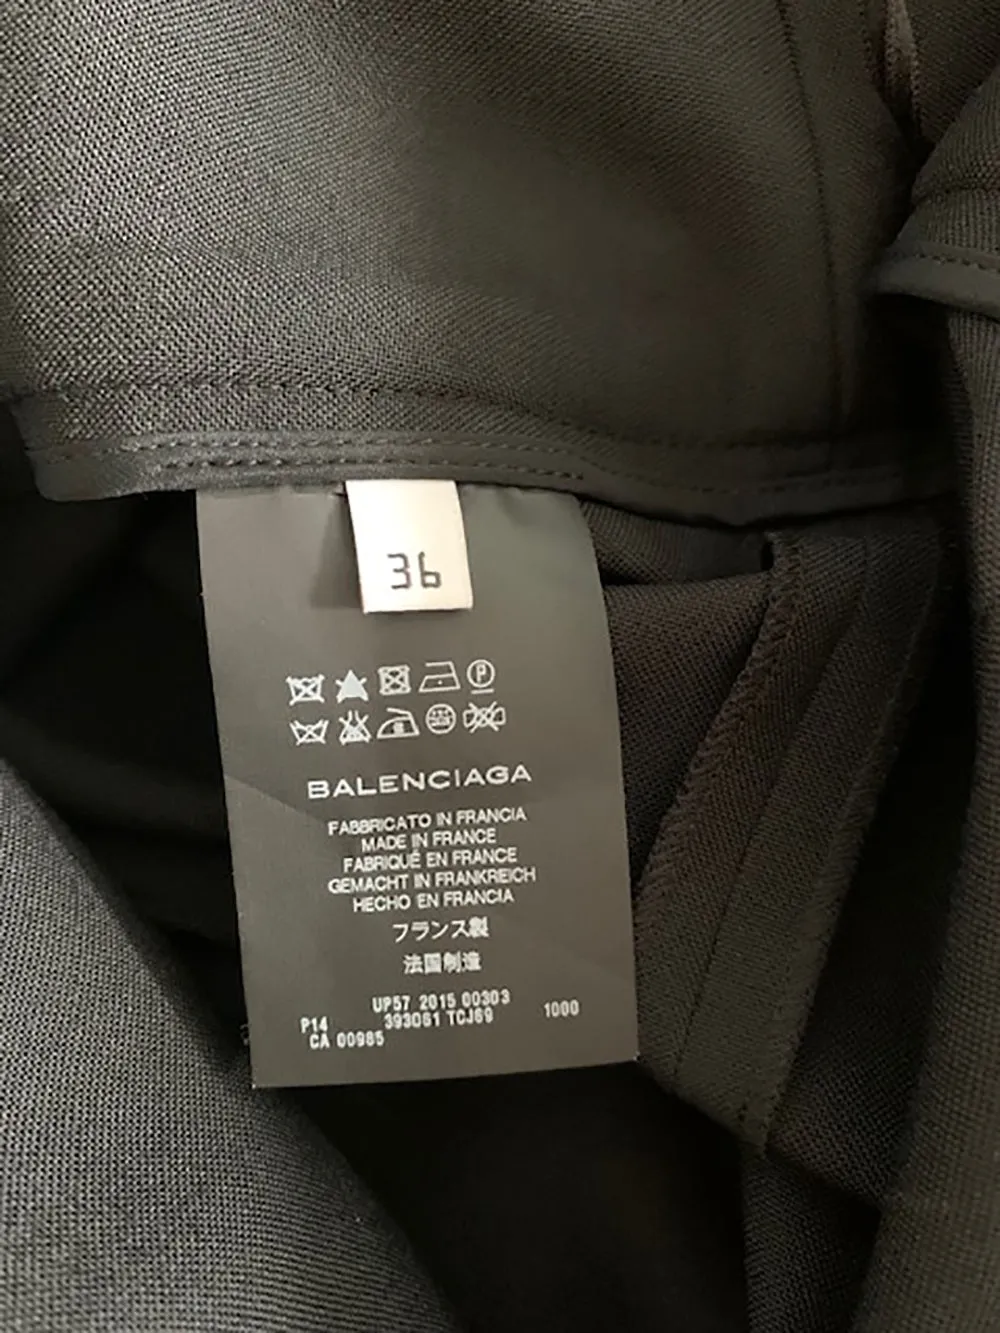 36
BALENCIAGA
FABBRICATO IN FRANCIA
MADE IN FRANCE
FABRIQUÉ EN FRANCE
GEMACHT IN FRANKREICH
HECHO EN FRANCIA
フランス製
法国制造
UP57 2015 00303
P14 393061 TCJ69 1000
CA 00985